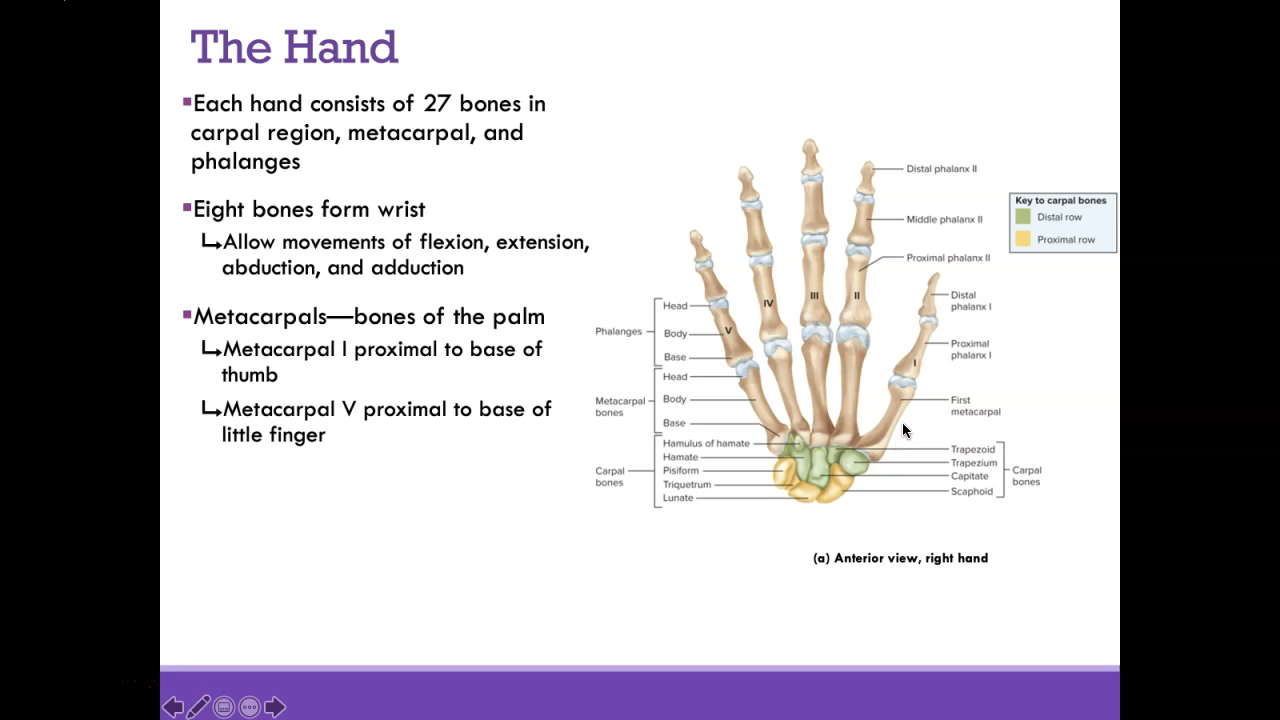 The Hand
Each hand consists of 27 bones in
carpal region, metacarpal, and
phalanges
Eight bones form wrist
Allow movements of flexion, extension,
abduction, and adduction
Metacarpals—bones of the palm
Metacarpal I proximal to base of
thumb
Metacarpal V proximal to base of
little finger
Distal phalanx II
Middle phalanx II
Proximal phalanx II
Key to carpal bones
Distal row
Proximal row
Distal
phalanx I
Proximal
phalanx I
First
metacarpal
Phalanges
Head
Body
Base
Metacarpal
bones
Head
Body
Base
Carpal
bones
Hamulus of hamate
Hamate
Pisiform
Triquetrum
Lunate
V
IV
III
II
I
Trapezoid
Trapezium
Capitate
Scaphoid
Carpal
bones
(a) Anterior view, right hand